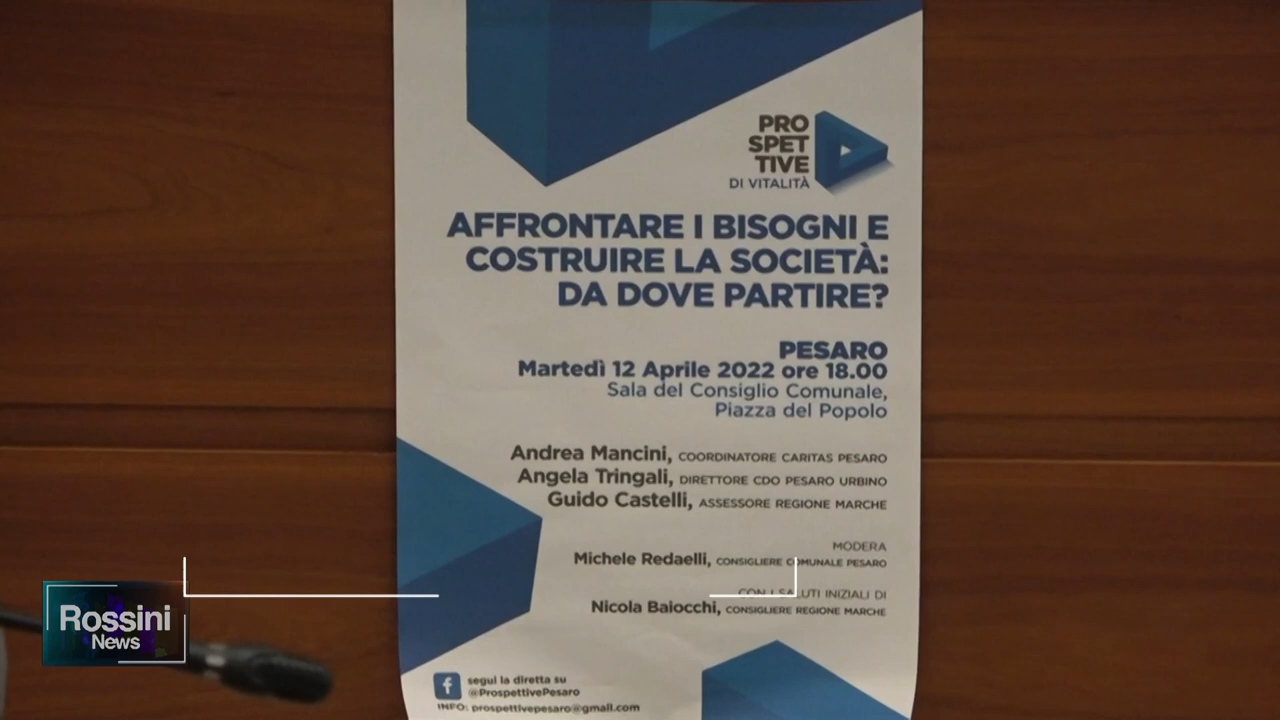 PRO
SPET
TIVE
DI VITALITÀ
AFFRONTARE I BISOGNI E
COSTRUIRE LA SOCIETÀ:
DA DOVE PARTIRE?
PESARO
Martedì 12 Aprile 2022 ore 18.00
Sala del Consiglio Comunale,
Piazza del Popolo
Andrea Mancini, COORDINATORE CARITAS PESARO
Angela Tringali, DIRETTORE CDO PESARO URBINO
Guido Castelli, ASSESSORE REGIONE MARCHE
MODERA
Michele Redaelli, CONSIGLIERE COMUNALE PESARO
CON I SALUTI INIZIALI DI
Nicola Baiocchi, CONSIGLIERE REGIONE MARCHE
segui la diretta su
@ProspettivePesaro
INFO: prospettivepesaro@gmail.com
Rossini
News